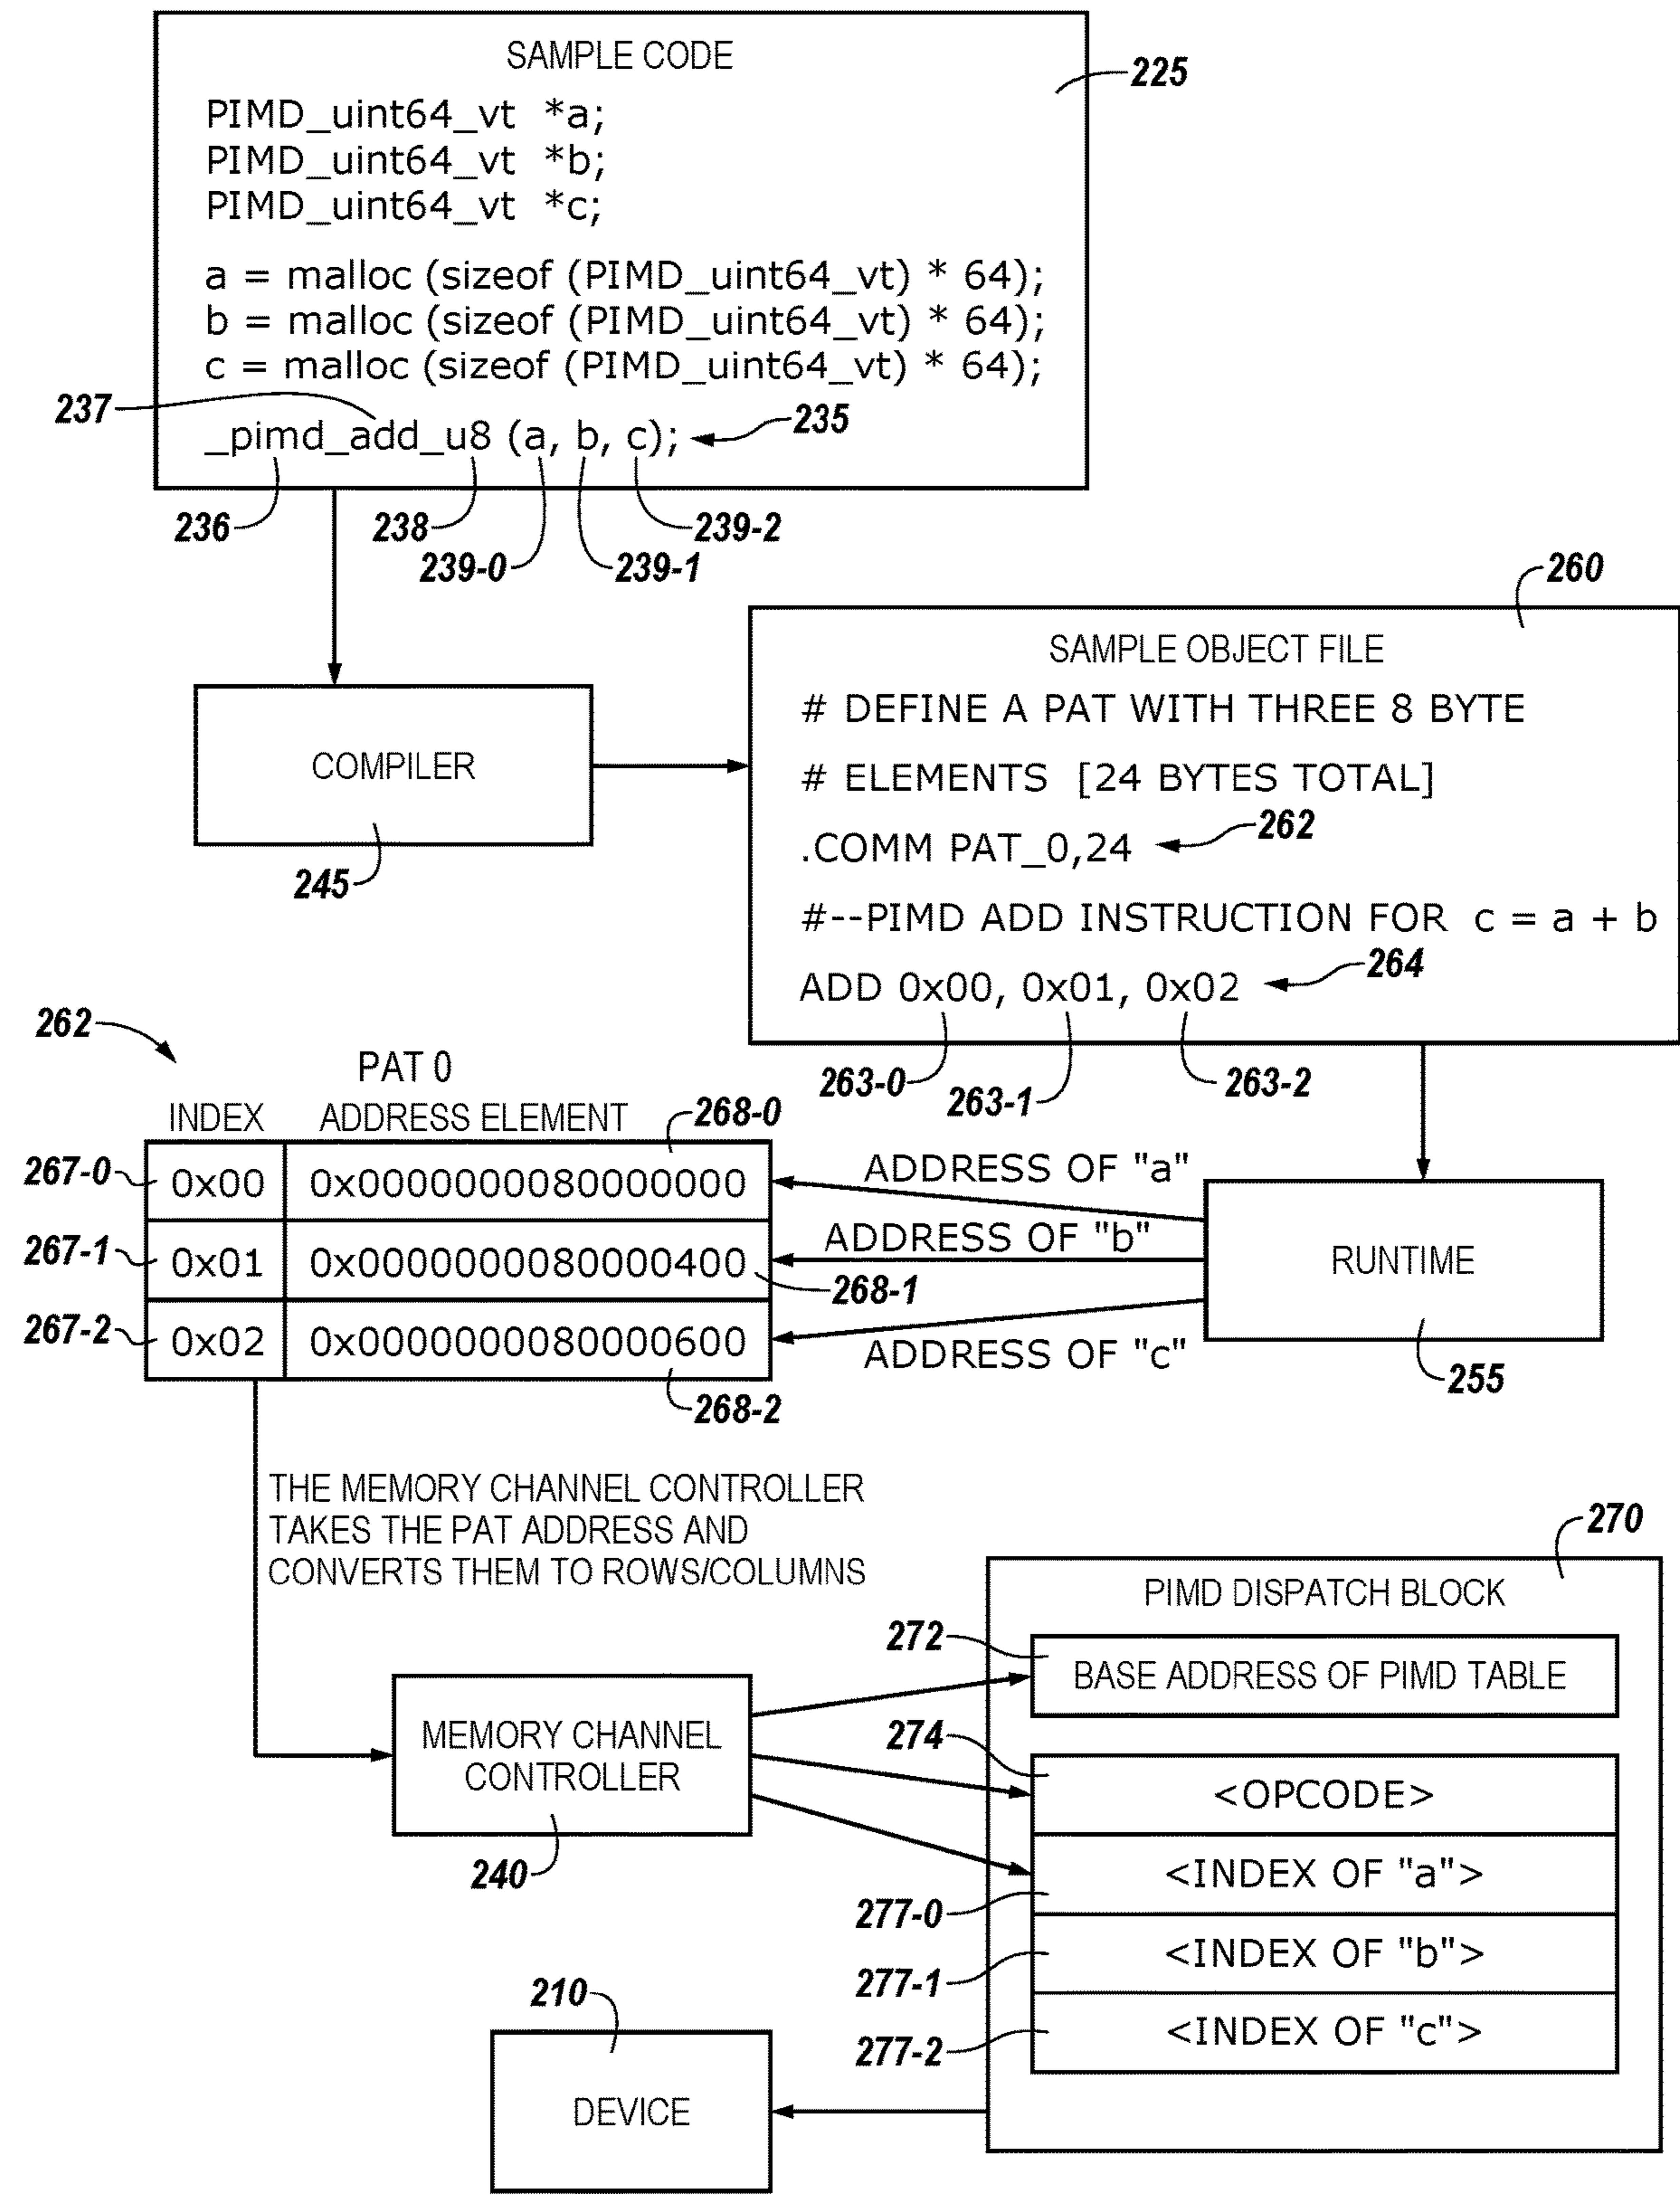 SAMPLE CODE
225
PIMD_uint64_vt *a;
PIMD_uint64_vt *b;
PIMD_uint64_vt *c;
a = malloc (sizeof (PIMD_uint64_vt) * 64);
b = malloc (sizeof (PIMD_uint64_vt) * 64);
c = malloc (sizeof (PIMD_uint64_vt) * 64);
237
_pimd_add_u8 (a, b, c);
235
236
238
239-2
239-0
239-1
260
SAMPLE OBJECT FILE
# DEFINE A PAT WITH THREE 8 BYTE
# ELEMENTS [24 BYTES TOTAL]
.COMM PAT_0,24
262
#--PIMD ADD INSTRUCTION FOR c = a + b
ADD 0x00, 0x01, 0x02
264
263-0
263-1
263-2
COMPILER
245
262
PAT 0
INDEX
ADDRESS ELEMENT
268-0
267-0
0x00
0x0000000080000000
267-1
0x01
0x0000000080000400
268-1
267-2
0x02
0x0000000080000600
268-2
ADDRESS OF "a"
ADDRESS OF "b"
ADDRESS OF "c"
RUNTIME
255
THE MEMORY CHANNEL CONTROLLER
TAKES THE PAT ADDRESS AND
CONVERTS THEM TO ROWS/COLUMNS
MEMORY CHANNEL
CONTROLLER
240
270
PIMD DISPATCH BLOCK
272
BASE ADDRESS OF PIMD TABLE
274
<OPCODE>
<INDEX OF "a">
277-0
<INDEX OF "b">
277-1
<INDEX OF "c">
277-2
210
DEVICE